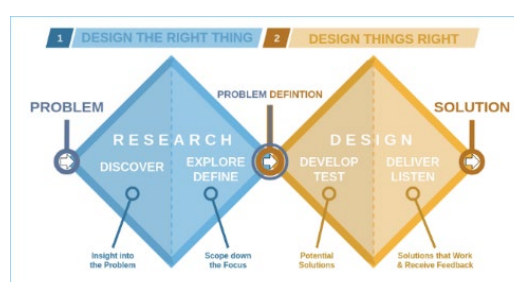 1 DESIGN THE RIGHT THING 2 DESIGN THINGS RIGHT
PROBLEM
PROBLEM DEFINTION
SOLUTION
RESEARCH
DESIGN
DISCOVER
EXPLORE
DEFINE
DEVELOP
TEST
DELIVER
LISTEN
Insight into
the Problem
Scope down
the Focus
Potential
Solutions
Solutions that Work
& Receive Feedback